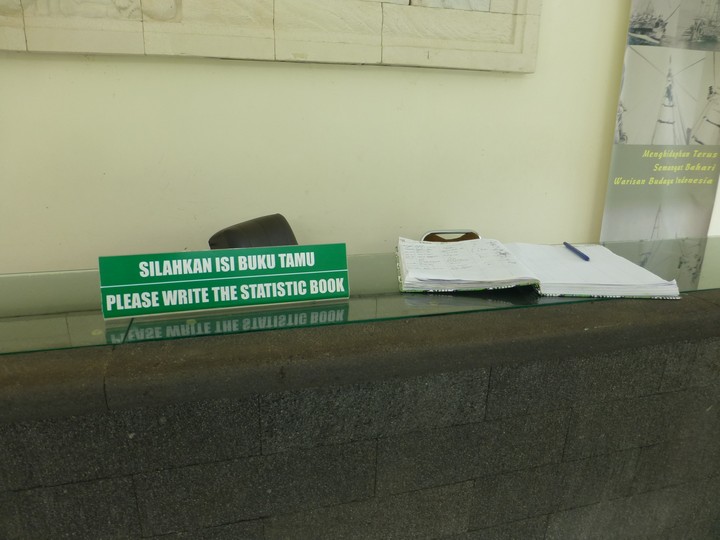 SILAHKAN ISI BUKU TAMU
PLEASE WRITE THE STATISTIC BOOK
Menghidupkan Terus
Semangat Bahari
Warisan Budaya Indonesia